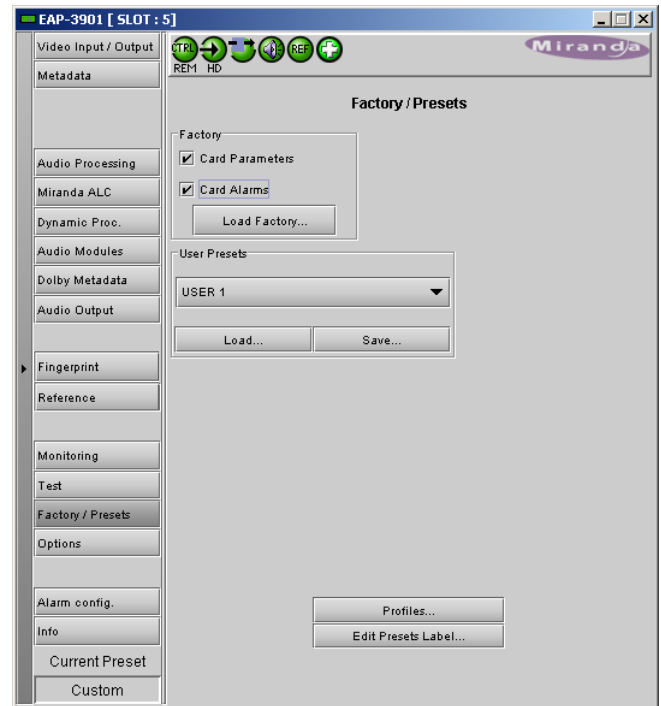 EAP-3901 [ SLOT : 5]
Video Input / Output
Metadata
Audio Processing
Miranda ALC
Dynamic Proc.
Audio Modules
Dolby Metadata
Audio Output
Fingerprint
Reference
Monitoring
Test
Factory / Presets
Options
Alarm config.
Info
Current Preset
Custom
CTRL
REF
REM HD
Miranda
Factory / Presets
Factory
Card Parameters
Card Alarms
Load Factory...
User Presets
USER 1
Load... Save...
Profiles...
Edit Presets Label...